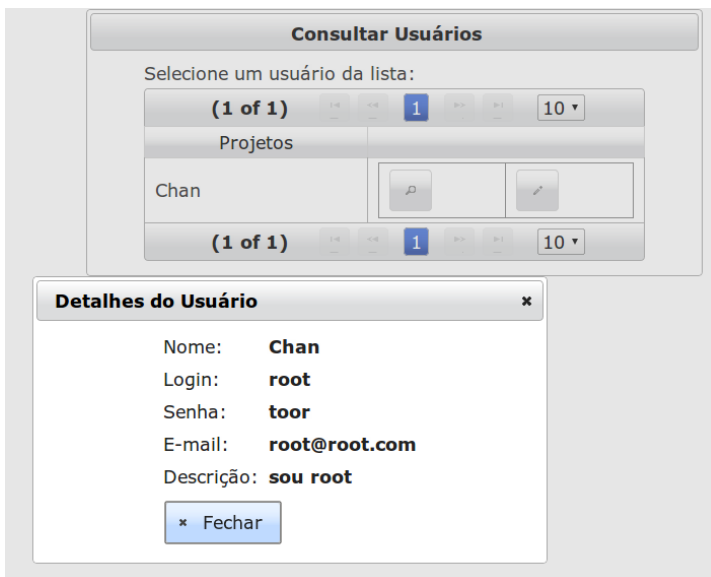 Consultar Usuários
Selecione um usuário da lista:
(1 of 1) 1 10
Projetos
Chan
(1 of 1) 1 10
Detalhes do Usuário
Nome: Chan
Login: root
Senha: toor
E-mail: root@root.com
Descrição: sou root
Fechar